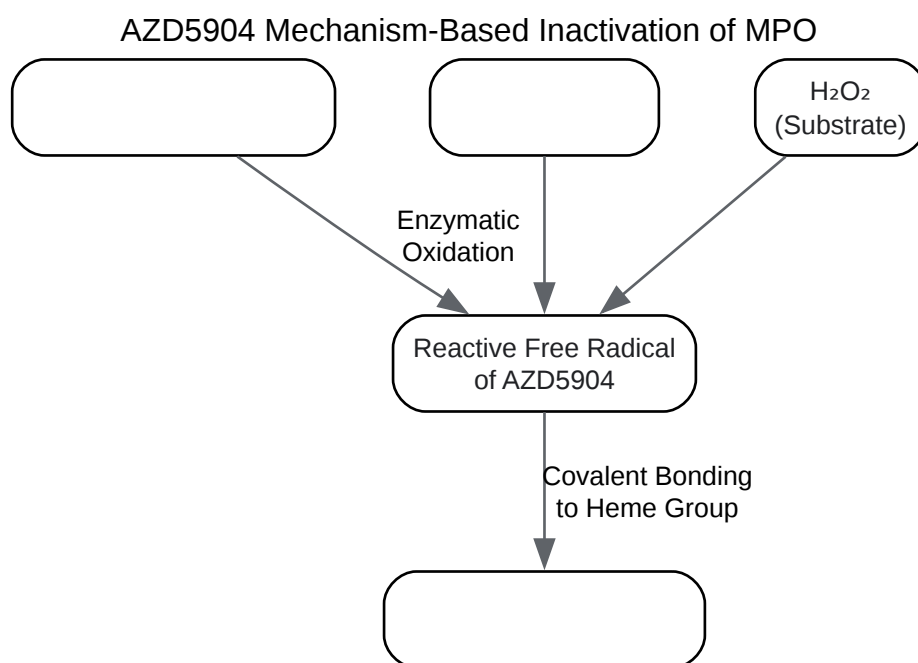 AZD5904 Mechanism-Based Inactivation of MPO
H₂O₂
(Substrate)
Enzymatic
Oxidation
Reactive Free Radical
of AZD5904
Covalent Bonding
to Heme Group